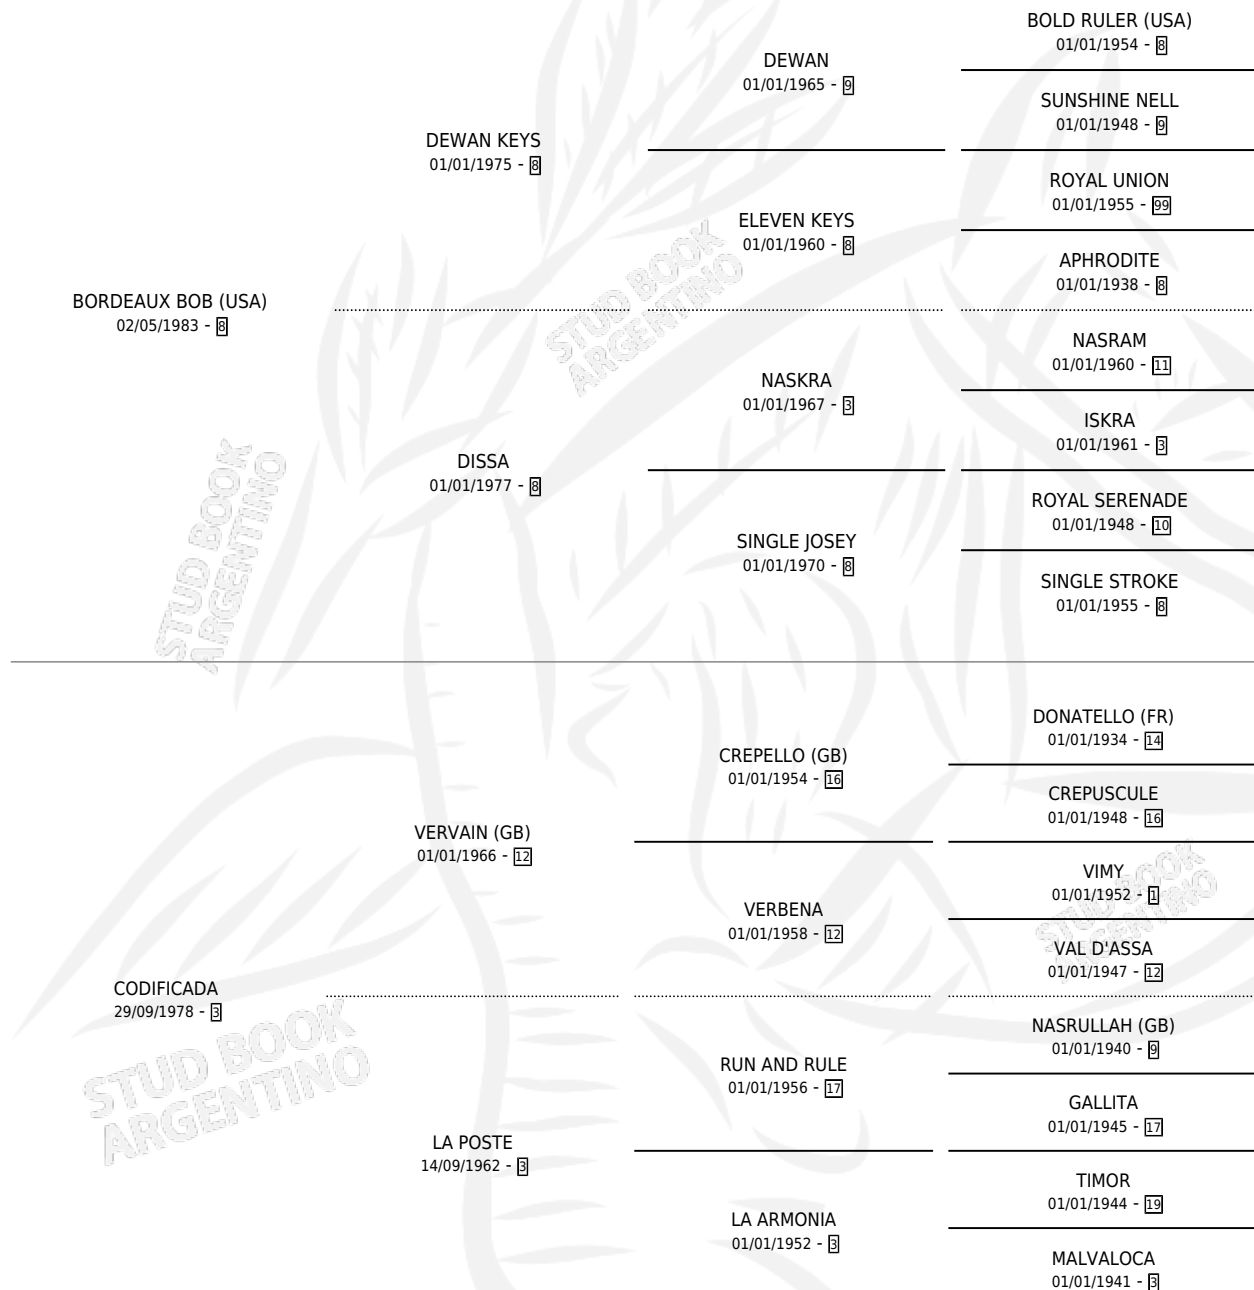 BOLD RULER (USA)
01/01/1954 - 8
DEWAN
01/01/1965 - 9
SUNSHINE NELL
01/01/1948 - 9
DEWAN KEYS
01/01/1975 - 8
ROYAL UNION
01/01/1955 - 99
ELEVEN KEYS
01/01/1960 - 8
APHRODITE
01/01/1938 - 8
BORDEAUX BOB (USA)
02/05/1983 - 8
STUD BOOK
ARGENTINO
NASRAM
01/01/1960 - 11
NASKRA
01/01/1967 - 3
ISKRA
01/01/1961 - 3
DISSA
01/01/1977 - 8
ROYAL SERENADE
01/01/1948 - 10
SINGLE JOSEY
01/01/1970 - 8
SINGLE STROKE
01/01/1955 - 8
STUD BOOK
ARGENTINO
DONATELLO (FR)
01/01/1934 - 14
CREPELLO (GB)
01/01/1954 - 16
CREPUSCULE
01/01/1948 - 16
VERVAIN (GB)
01/01/1966 - 12
VIMY
01/01/1952 - 1
VERBENA
01/01/1958 - 12
STUD BOOK
ARGENTINO
VAL D'ASSA
01/01/1947 - 12
CODIFICADA
29/09/1978 - 3
NASRULLAH (GB)
01/01/1940 - 9
RUN AND RULE
01/01/1956 - 17
GALLITA
01/01/1945 - 17
STUD BOOK
ARGENTINO
LA POSTE
14/09/1962 - 3
TIMOR
01/01/1944 - 19
LA ARMONIA
01/01/1952 - 3
MALVALOCA
01/01/1941 - 3